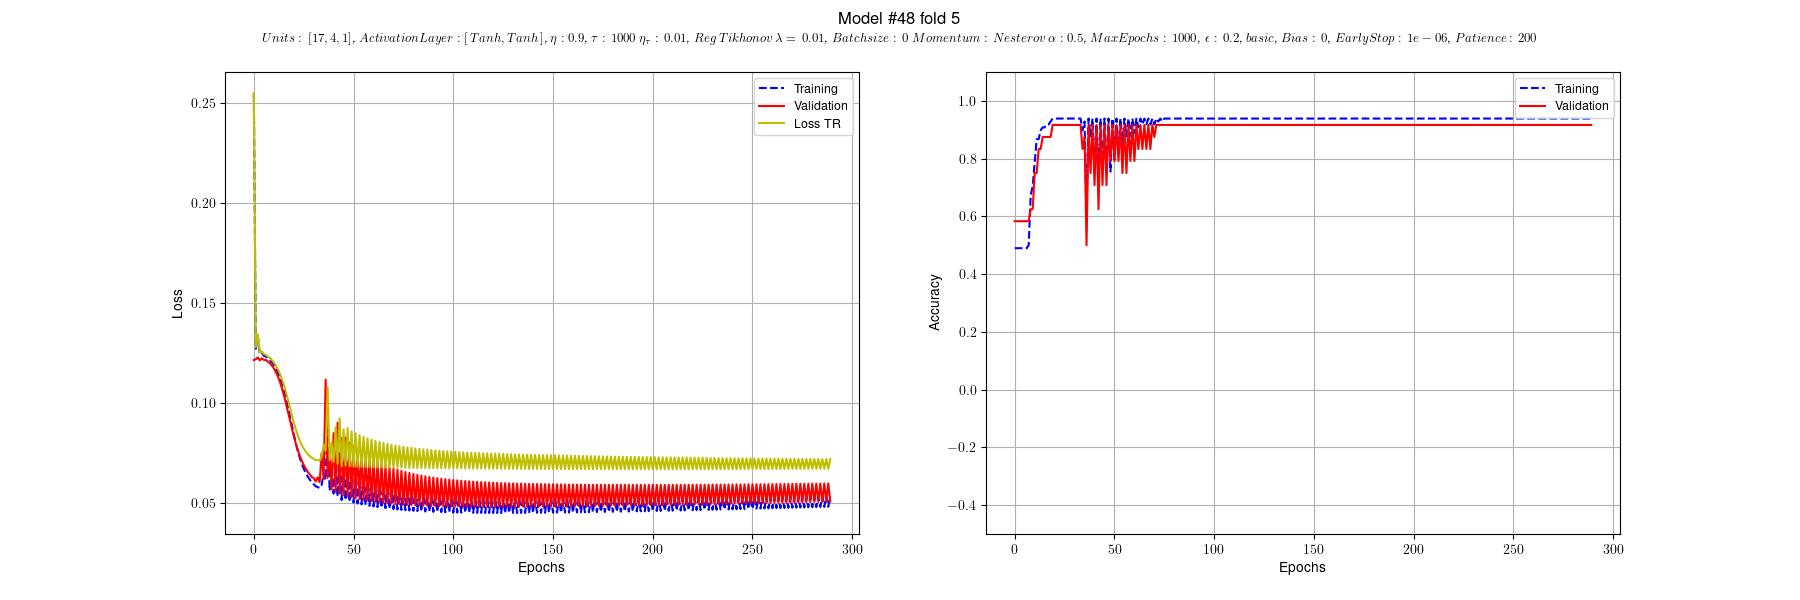 Model #48 fold 5
Units : [17, 4, 1], ActivationLayer : [Tanh, Tanh], η : 0.9, τ : 1000 η_τ : 0.01, Reg Tikhonov λ = 0.01, Batchsize : 0 Momentum : Nesterov α : 0.5, MaxEpochs : 1000, ϵ : 0.2, basic, Bias : 0, EarlyStop : 1e − 06, Patience : 200
Training
Validation
Loss TR
0.25
0.20
0.15
0.10
0.05
Loss
0 50 100 150 200 250 300
Epochs
Training
Validation
1.0
0.8
0.6
0.4
0.2
0.0
−0.2
−0.4
Accuracy
0 50 100 150 200 250 300
Epochs